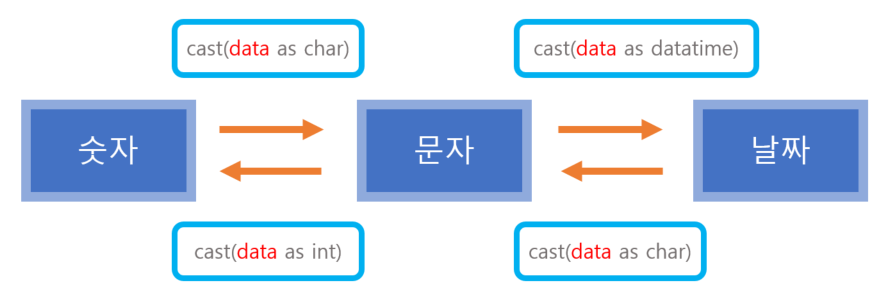 cast(data as char)
cast(data as datatime)
숫자
문자
날짜
cast(data as int)
cast(data as char)